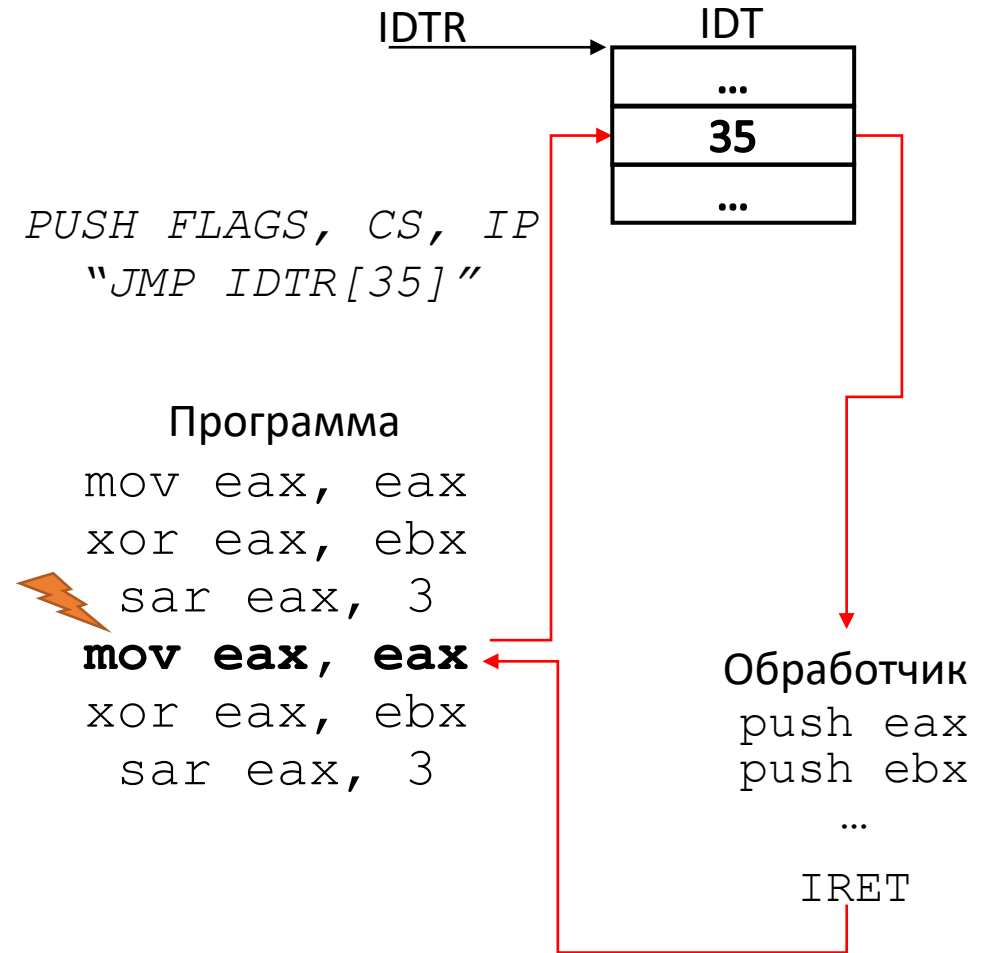 IDTR
IDT
…
35
…
PUSH FLAGS, CS, IP
“JMP IDTR[35]”
Программа
mov eax, eax
xor eax, ebx
sar eax, 3
mov eax, eax
xor eax, ebx
sar eax, 3
Обработчик
push eax
push ebx
…
IRET